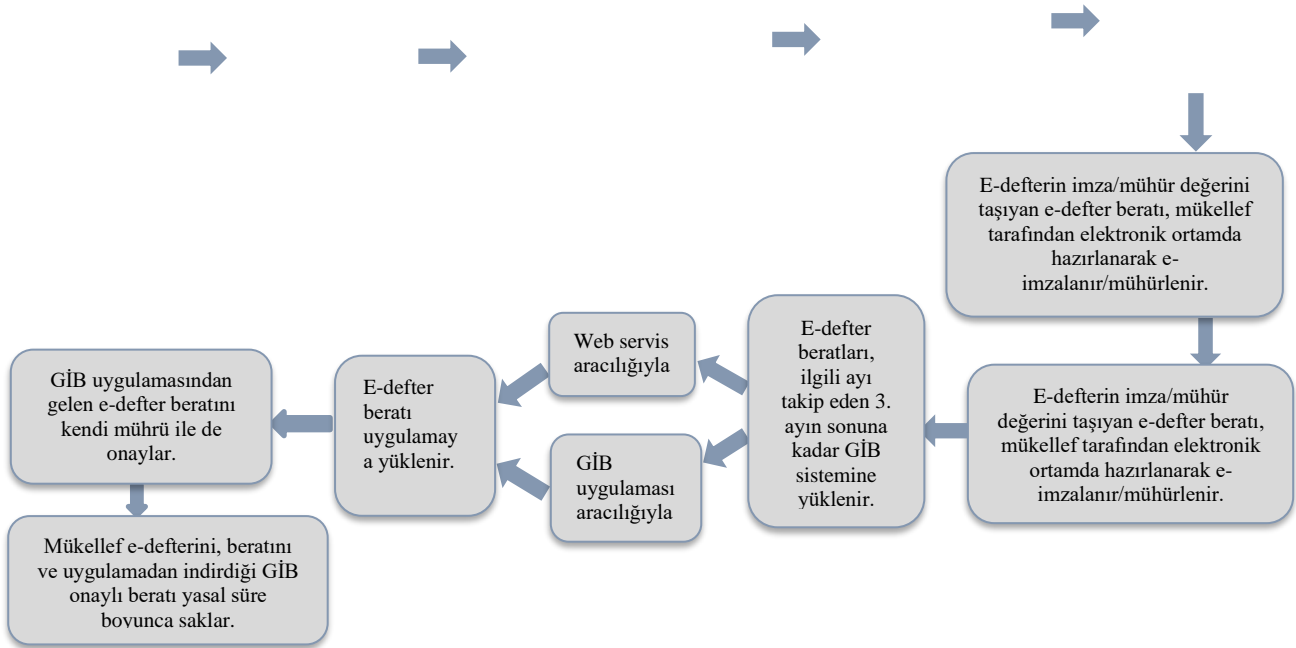 E-defterin imza/mühür değerini
taşıyan e-defter beratı, mükellef
tarafından elektronik ortamda
hazırlanarak e-
imzalanır/mühürlenir.
E-defterin imza/mühür
değerini taşıyan e-defter beratı,
mükellef tarafından elektronik
ortamda hazırlanarak e-
imzalanır/mühürlenir.
E-defter
beratları,
ilgili ayı
takip eden 3.
ayın sonuna
kadar GİB
sistemine
yüklenir.
Web servis
aracılığıyla
GİB
uygulaması
aracılığıyla
E-defter
beratı
uygulamay
a yüklenir.
GİB uygulamasından
gelen e-defter beratını
kendi mührü ile de
onaylar.
Mükellef e-defterini, beratını
ve uygulamadan indirdiği GİB
onaylı beratı yasal süre
boyunca saklar.